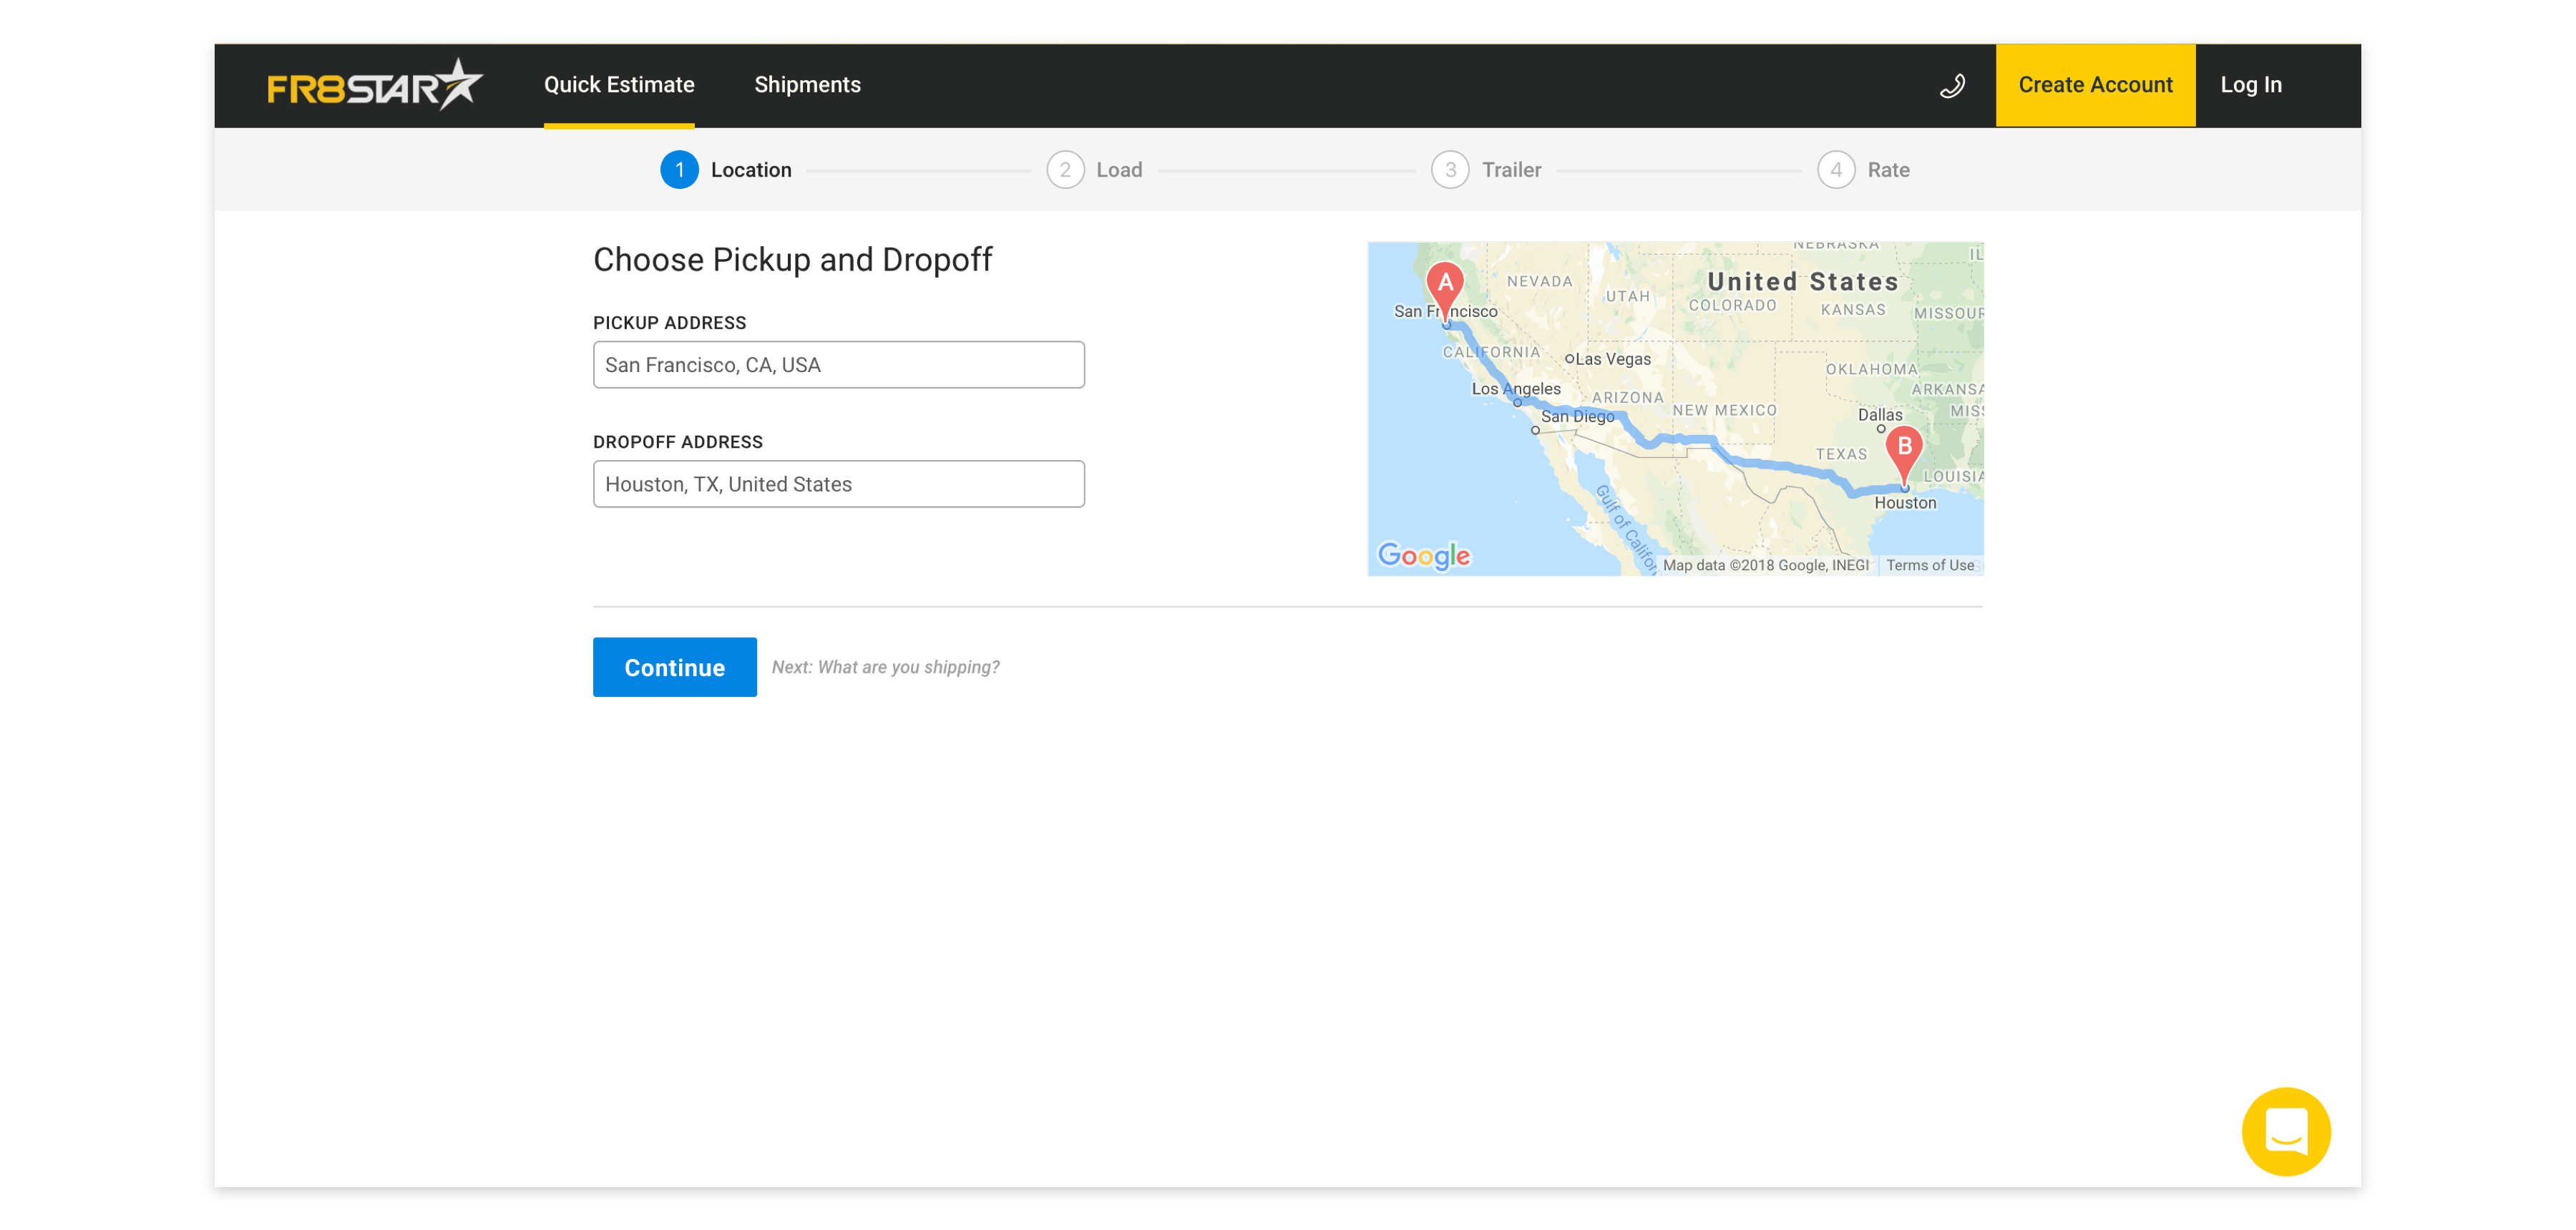 FR8STAR
Quick Estimate
Shipments
Create Account
Log In
1 Location
2 Load
3 Trailer
4 Rate
Choose Pickup and Dropoff
PICKUP ADDRESS
San Francisco, CA, USA
DROPOFF ADDRESS
Houston, TX, United States
NEBRASKA
IL
United States
NEVADA
UTAH
COLORADO
KANSAS
MISSOUR
A
San Francisco
CALIFORNIA
Las Vegas
OKLAHOMA
Los Angeles
ARIZONA
ARKANSA
NEW MEXICO
MISS
San Diego
Dallas
B
TEXAS
LOUISIA
Houston
Gulf of Califor
Google
Map data ©2018 Google, INEGI
Terms of Use
Continue
Next: What are you shipping?